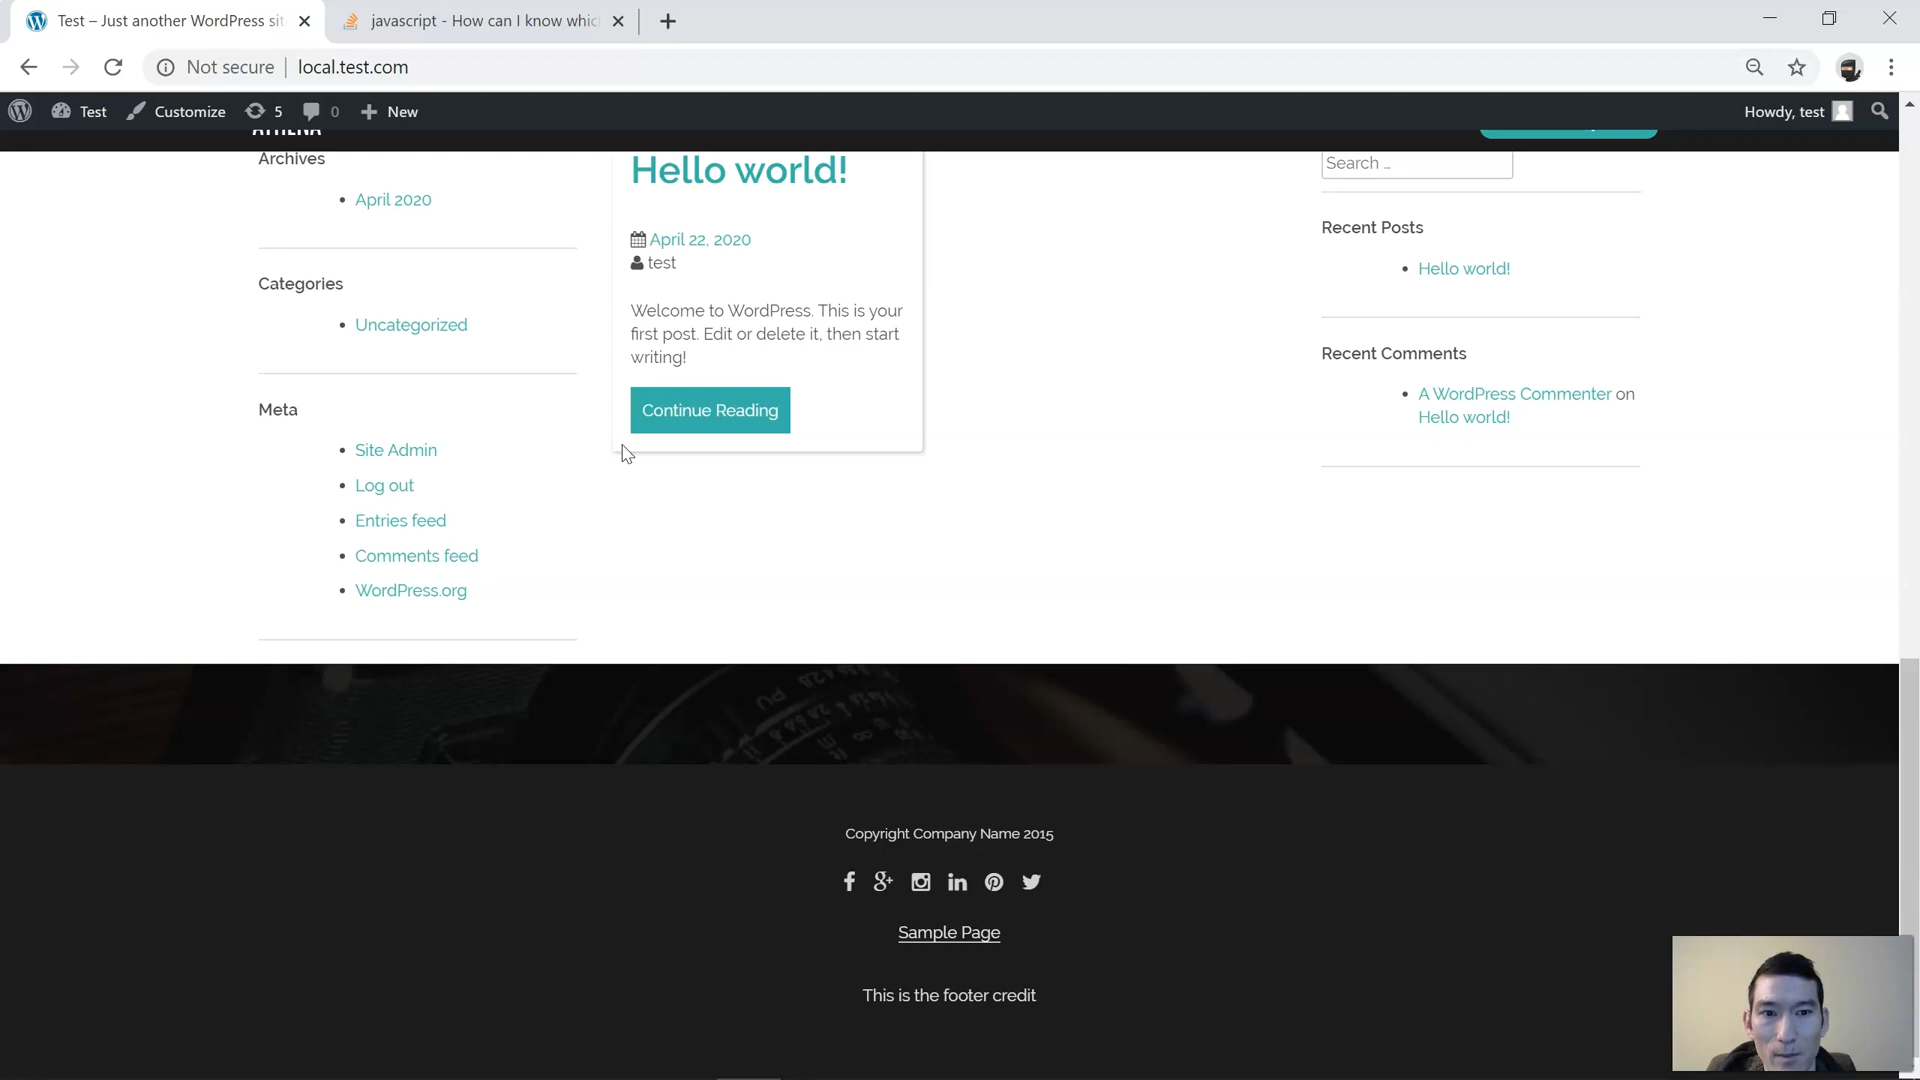 Test – Just another WordPress sit
javascript - How can I know whic
Not secure
local.test.com
Test
Customize
5
0
New
Howdy, test
ATHENA
Archives
April 2020
Categories
Uncategorized
Meta
Site Admin
Log out
Entries feed
Comments feed
WordPress.org
Hello world!
April 22, 2020
test
Welcome to WordPress. This is your
first post. Edit or delete it, then start
writing!
Continue Reading
Search …
Recent Posts
Hello world!
Recent Comments
A WordPress Commenter on
Hello world!
Copyright Company Name 2015
Sample Page
This is the footer credit